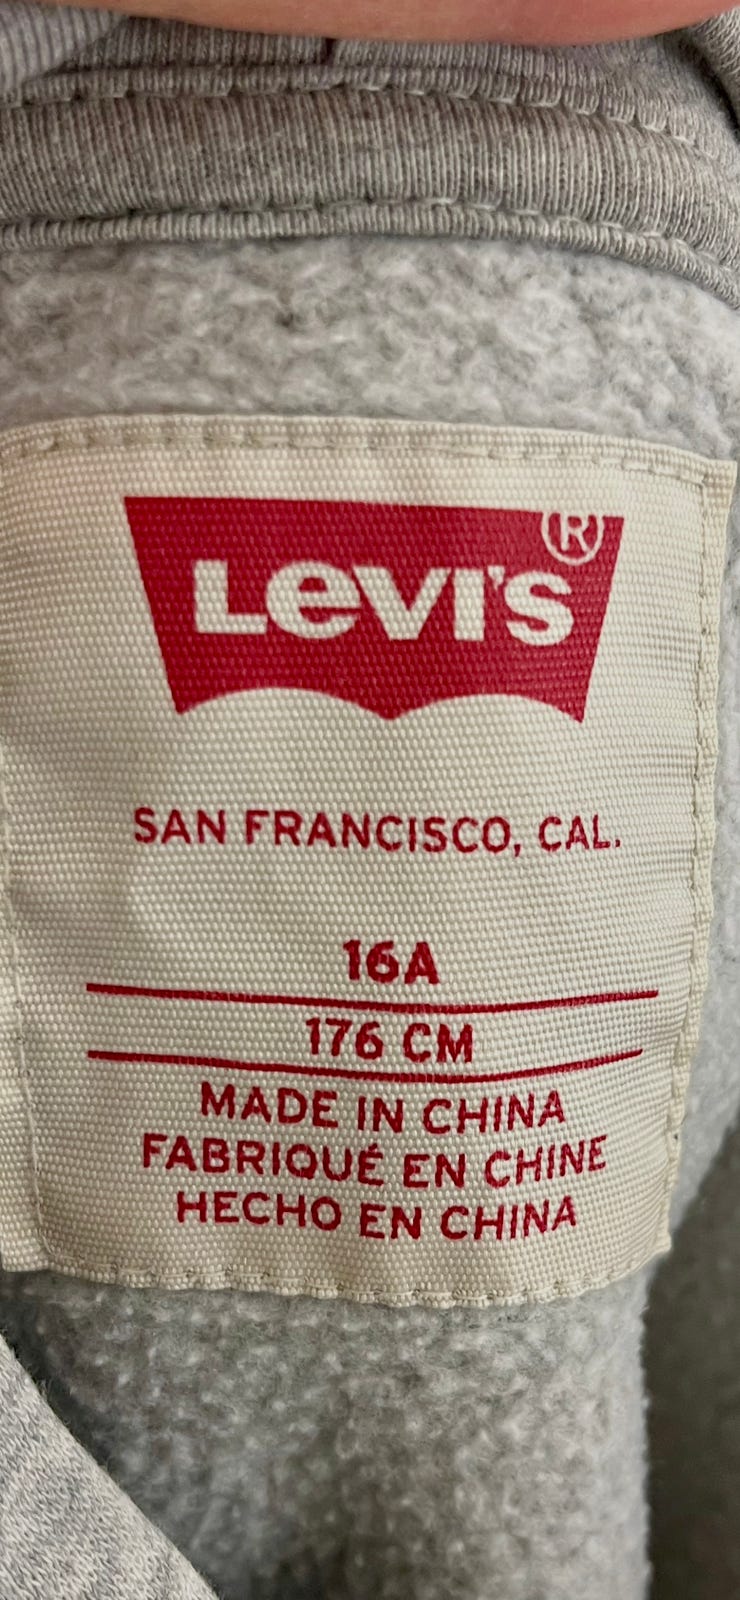 Levi's®
SAN FRANCISCO, CAL.
16A
176 CM
MADE IN CHINA
FABRIQUÉ EN CHINE
HECHO EN CHINA